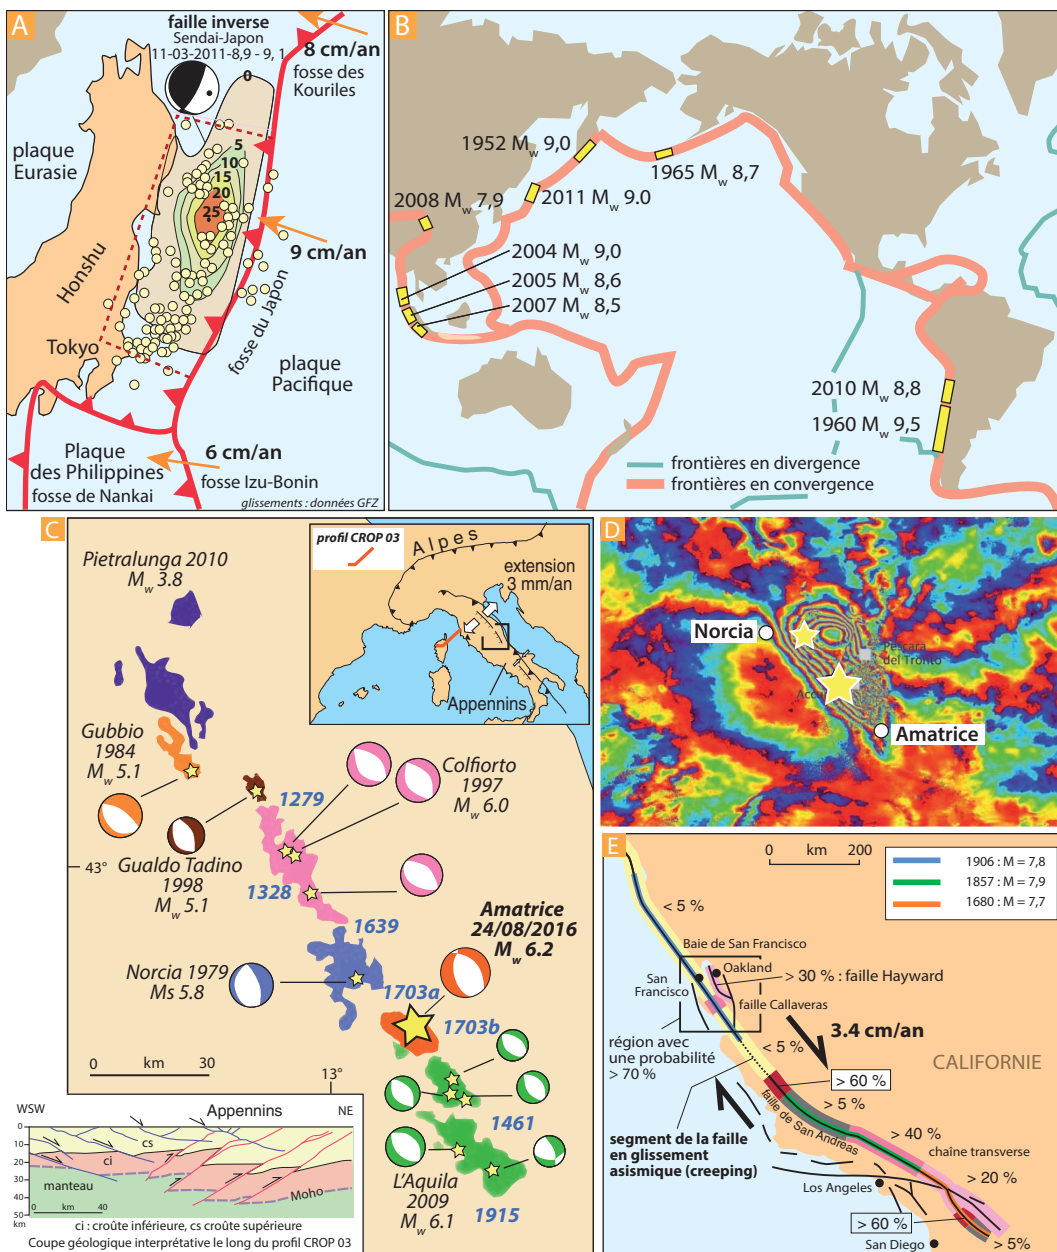 A
faille inverse
Sendai-Japon
11-03-2011-8,9 - 9, 1
8 cm/an
fosse des
Kouriles
0
plaque
Eurasie
5
10
15
20
25
9 cm/an
Honshu
fosse du Japon
Tokyo
plaque
Pacifique
Plaque
des Philippines
fosse de Nankai
6 cm/an
fosse Izu-Bonin
glissements : données GFZ
B
1952 Mw 9,0
1965 Mw 8,7
2008 Mw 7,9
2011 Mw 9.0
2004 Mw 9,0
2005 Mw 8,6
2007 Mw 8,5
2010 Mw 8,8
1960 Mw 9,5
frontières en divergence
frontières en convergence
C
Pietralunga 2010
Mw 3.8
profil CROP 03
Alpes
extension
3 mm/an
Appennins
Gubbio
1984
Mw 5.1
1279
Colfiorto
1997
Mw 6.0
43°
Gualdo Tadino
1998
Mw 5.1
1328
1639
Amatrice
24/08/2016
Mw 6.2
Norcia 1979
Ms 5.8
1703a
1703b
0 km 30
13°
1461
L'Aquila
2009
Mw 6.1
1915
WSW
Appennins
NE
0
10
20
30
40
50
km
cs
ci
manteau
Moho
0 km 40
ci : croûte inférieure, cs croûte supérieure
Coupe géologique interprétative le long du profil CROP 03
D
Norcia
Pescara
del Tronto
Amatrice
E
0 km 200
1906 : M = 7,8
1857 : M = 7,9
1680 : M = 7,7
< 5 %
Baie de San Francisco
Oakland
San
Francisco
> 30 % : faille Hayward
faille Callaveras
3.4 cm/an
région avec
une probabilité
> 70 %
< 5 %
CALIFORNIE
> 60 %
> 5 %
faille de San Andreas
segment de la faille
en glissement
asismique (creeping)
> 40 %
chaîne transverse
> 20 %
Los Angeles
> 60 %
San Diego
> 5%